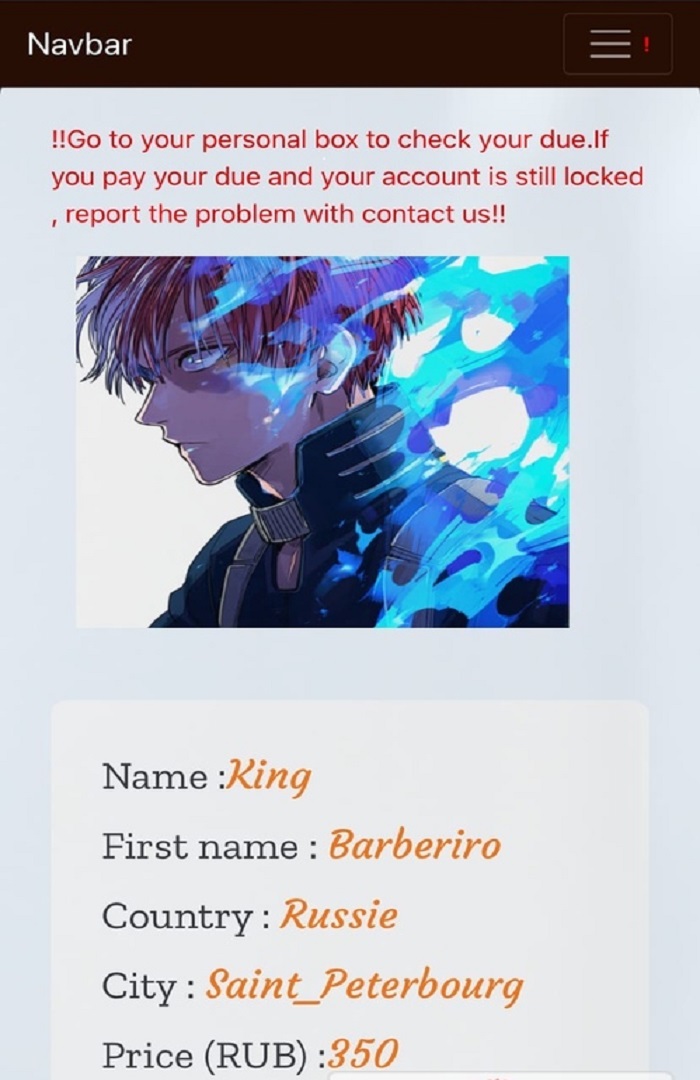 Navbar
!
!!Go to your personal box to check your due.If
you pay your due and your account is still locked
, report the problem with contact us!!
Name :King
First name : Barberiro
Country : Russie
City : Saint_Peterbourg
Price (RUB) :350